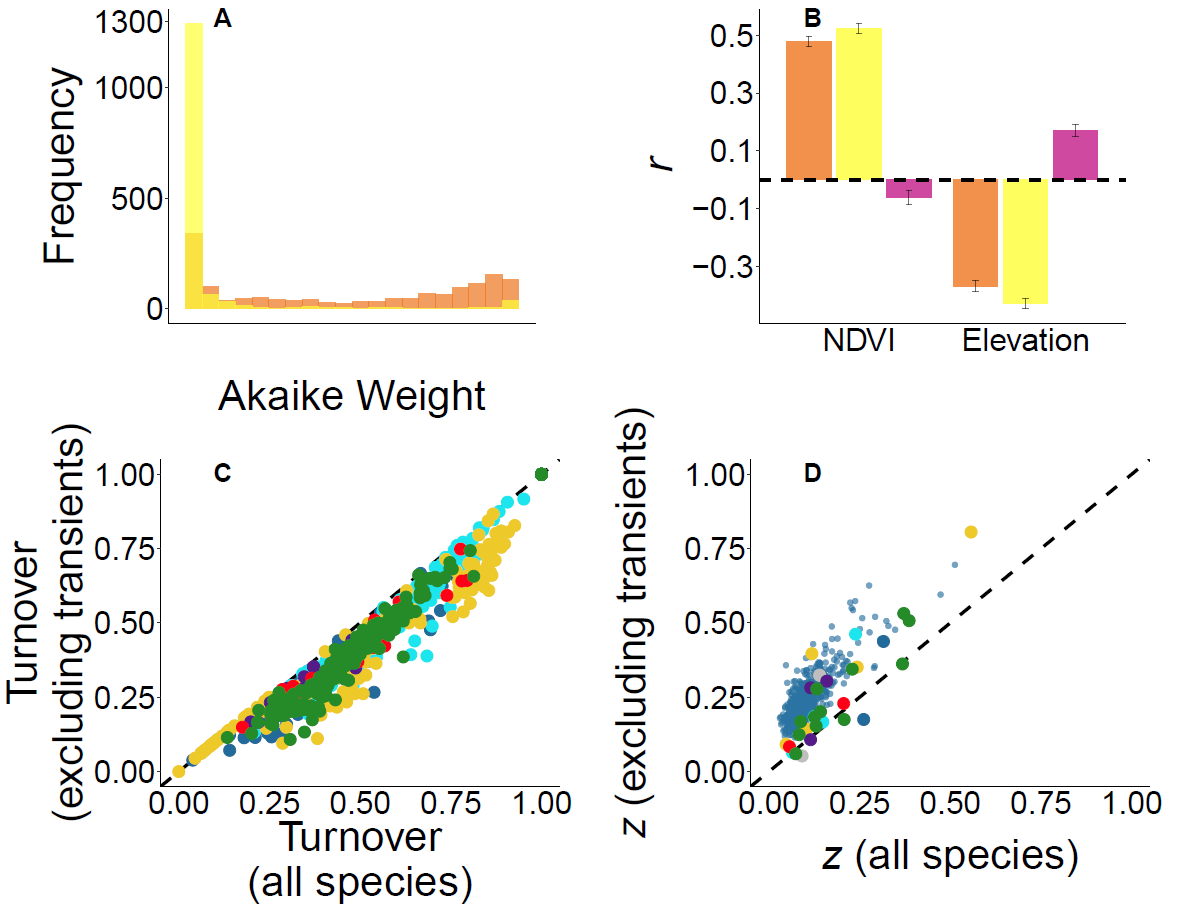 A
Frequency
1300
1000
500
0
Akaike Weight
B
r
0.5
0.3
0.1
−0.1
−0.3
NDVI
Elevation
C
Turnover
(excluding transients)
1.00
0.75
0.50
0.25
0.00
0.00 0.25 0.50 0.75 1.00
Turnover
(all species)
D
z (excluding transients)
1.00
0.75
0.50
0.25
0.00
0.00 0.25 0.50 0.75 1.00
z (all species)